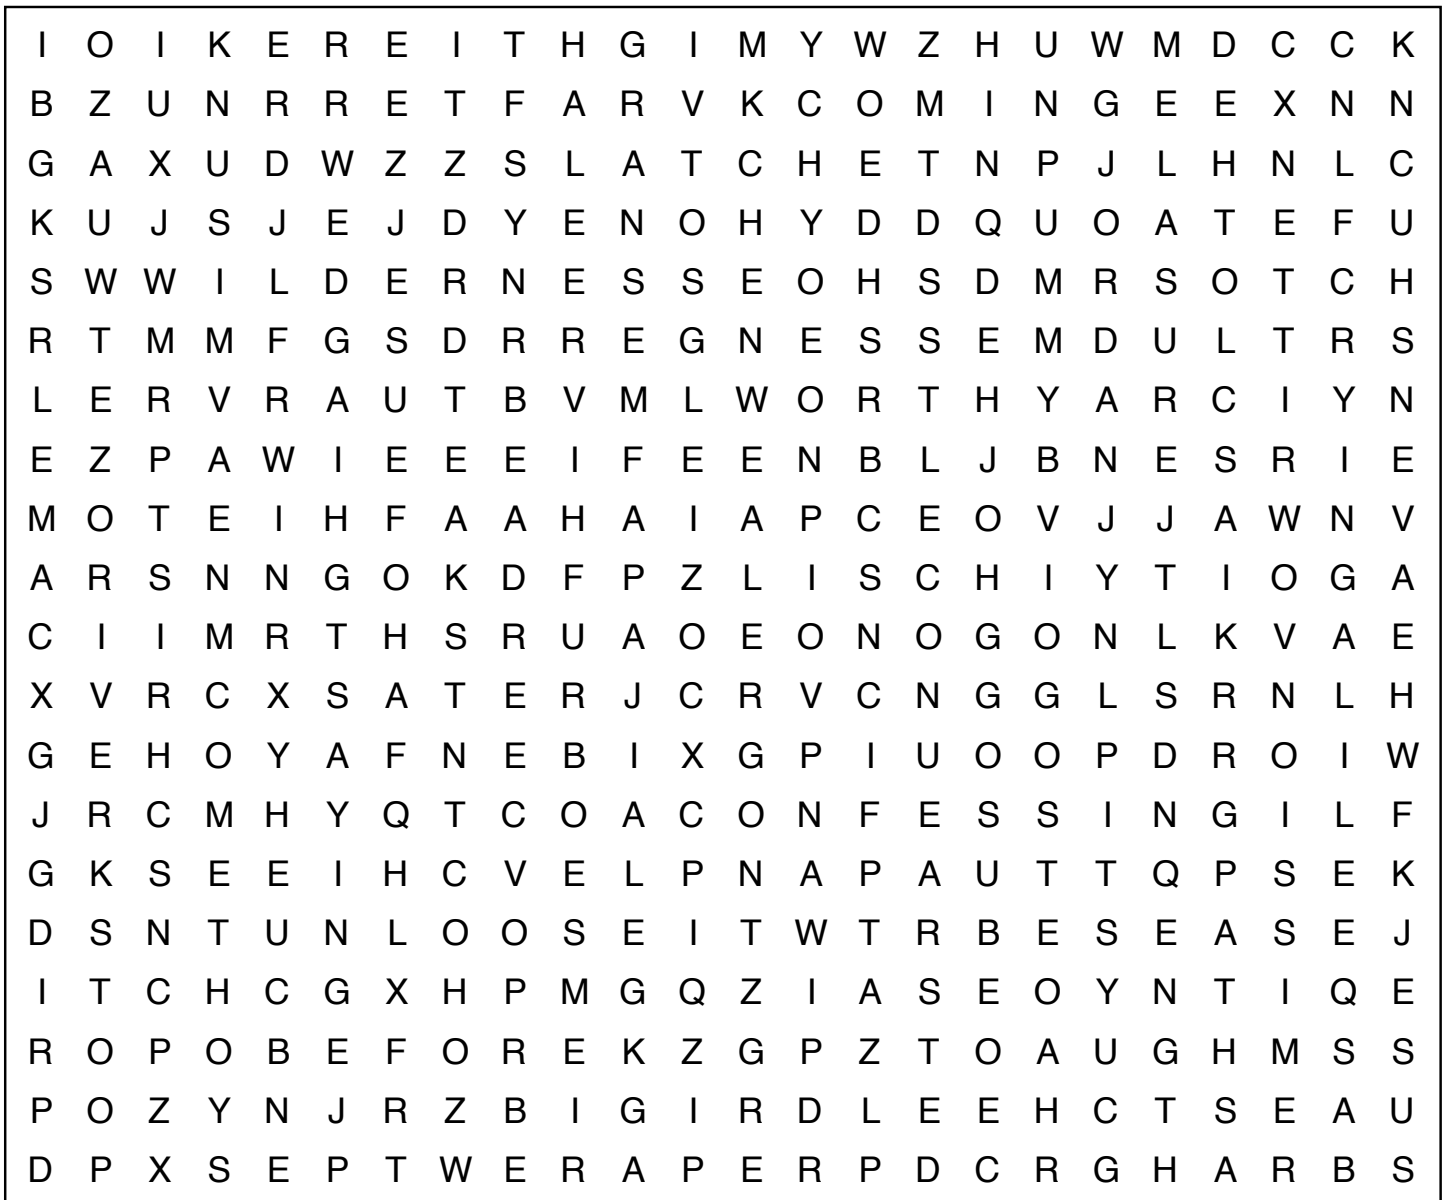 I O I K E R E I T H G I M Y W Z H U W M D C C K
B Z U N R R E T F A R V K C O M I N G E E X N N
G A X U D W Z Z S L A T C H E T N P J L H N L C
K U J S J E J D Y E N O H Y D D Q U O A T E F U
S W W I L D E R N E S S E O H S D M R S O T C H
R T M M F G S D R R E G N E S S E M D U L T R S
L E R V R A U T B V M L W O R T H Y A R C I Y N
E Z P A W I E E E I F E E N B L J B N E S R I E
M O T E I H F A A H A I A P C E O V J J A W N V
A R S N N G O K D F P Z L I S C H I Y T I O G A
C I I M R T H S R U A O E O N O G O N L K V A E
X V R C X S A T E R J C R V C N G G L S R N L H
G E H O Y A F N E B I X G P I U O O P D R O I W
J R C M H Y Q T C O A C O N F E S S I N G I L F
G K S E E I H C V E L P N A P A U T T Q P S E K
D S N T U N L O O S E I T W T R B E S E A S E J
I T C H C G X H P M G Q Z I A S E O Y N T I Q E
R O P O B E F O R E K Z G P Z T O A U G H M S S
P O Z Y N J R Z B I G I R D L E E H C T S E A U
D P X S E P T W E R A P E R P D C R G H A R B S